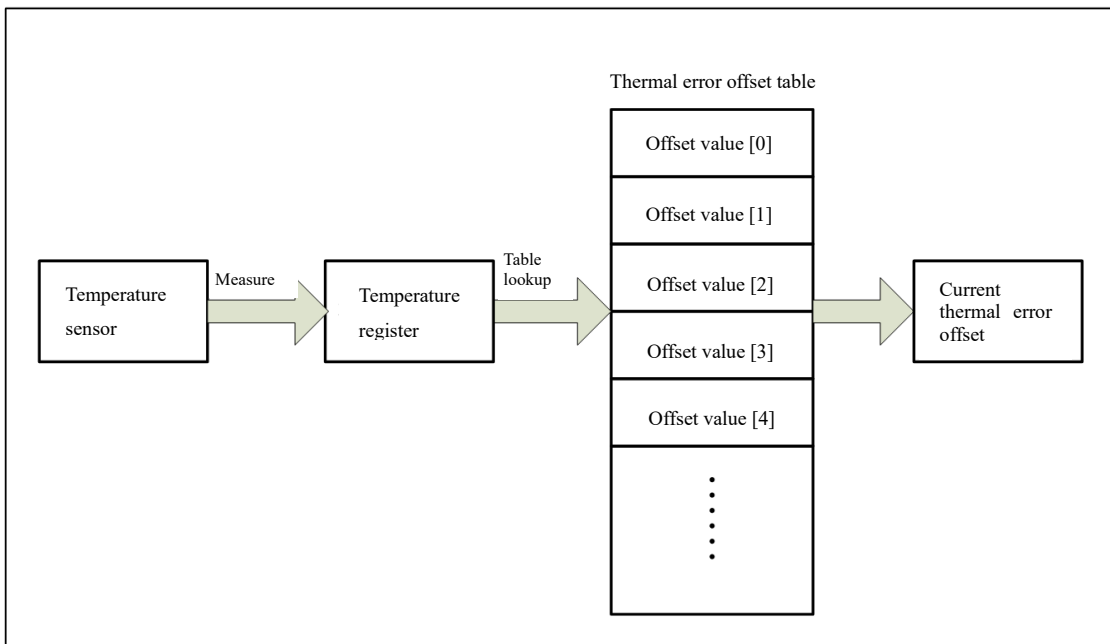 Thermal error offset table
Offset value [0]
Offset value [1]
Offset value [2]
Offset value [3]
Offset value [4]
Temperature
sensor
Measure
Temperature
register
Table
lookup
Current
thermal error
offset